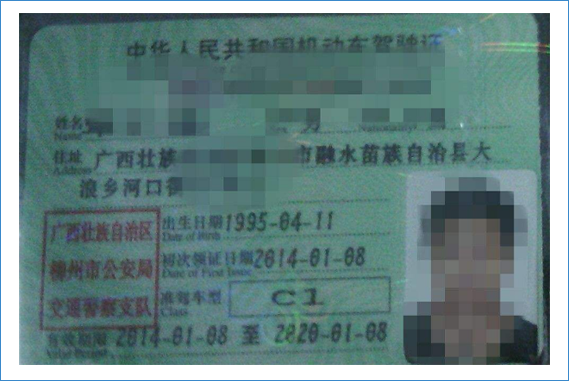 中华人民共和国机动车驾驶证
姓名
Name
住址 广西壮族 市融水苗族自治县大
Address
浪乡河口街
出生日期 1995-04-11
Date of Birth
初次领证日期 2014-01-08
Date of First Issue
准驾车型 C1
Class
广西壮族自治区
柳州市公安局
交通警察支队
有效期限 2014-01-08 至 2020-01-08
Valid Period